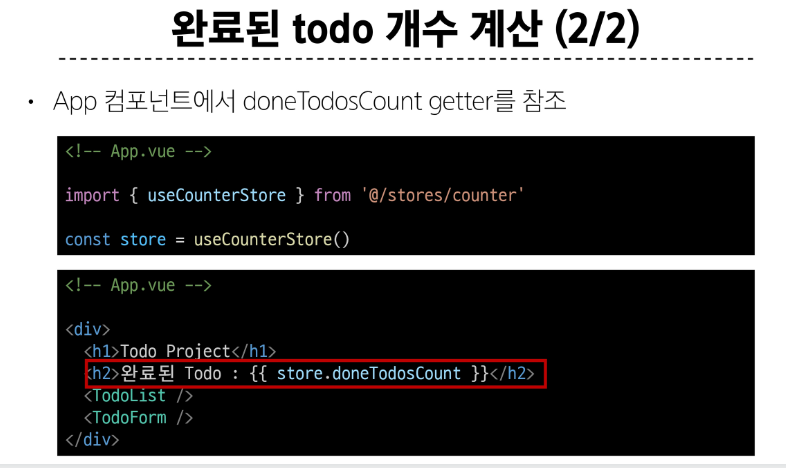 완료된 todo 개수 계산 (2/2)
• App 컴포넌트에서 doneTodosCount getter를 참조
<!-- App.vue -->
import { useCounterStore } from '@/stores/counter'
const store = useCounterStore()
<!-- App.vue -->
<div>
<h1>Todo Project</h1>
<h2>완료된 Todo : {{ store.doneTodosCount }}</h2>
<TodoList />
<TodoForm />
</div>